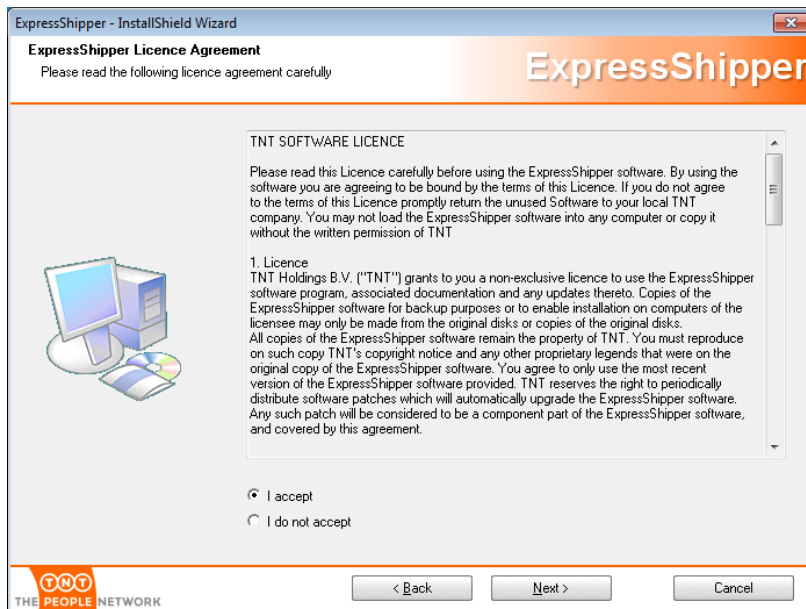 ExpressShipper - InstallShield Wizard
ExpressShipper Licence Agreement
Please read the following licence agreement carefully
ExpressShipper
TNT SOFTWARE LICENCE
Please read this Licence carefully before using the ExpressShipper software. By using the
software you are agreeing to be bound by the terms of this Licence. If you do not agree
to the terms of this Licence promptly return the unused Software to your local TNT
company. You may not load the ExpressShipper software into any computer or copy it
without the written permission of TNT
1. Licence
TNT Holdings B.V. ("TNT") grants to you a non-exclusive licence to use the ExpressShipper
software program, associated documentation and any updates thereto. Copies of the
ExpressShipper software for backup purposes or to enable installation on computers of the
licensee may only be made from the original disks or copies of the original disks.
All copies of the ExpressShipper software remain the property of TNT. You must reproduce
on such copy TNT's copyright notice and any other proprietary legends that were on the
original copy of the ExpressShipper software. You agree to only use the most recent
version of the ExpressShipper software provided. TNT reserves the right to periodically
distribute software patches which will automatically upgrade the ExpressShipper software.
Any such patch will be considered to be a component part of the ExpressShipper software,
and covered by this agreement.
I accept
I do not accept
TNT
THE PEOPLE NETWORK
< Back
Next >
Cancel